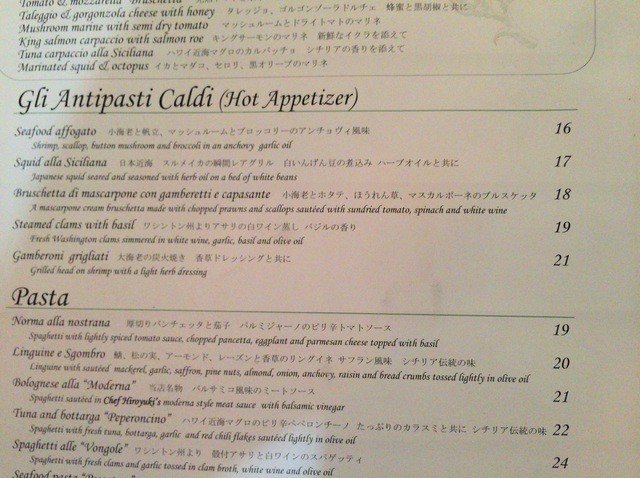 Tomato & mozzarella "Bruschetta"
Taleggio & gorgonzola cheese with honey タレッジョ、ゴルゴンゾーラドルチェ 蜂蜜と黒胡椒と共に
Mushroom marine with semi dry tomato マッシュルームとドライトマトのマリネ
King salmon carpaccio with salmon roe キングサーモンのマリネ 新鮮なイクラを添えて
Tuna carpaccio alla Siciliana ハワイ近海マグロのカルパッチョ シチリアの香りを添えて
Marinated squid & octopus イカとマダコ、セロリ、黒オリーブのマリネ
Gli Antipasti Caldi (Hot Appetizer)
Seafood affogato 小海老と帆立、マッシュルームとブロッコリーのアンチョヴィ風味 16
Shrimp, scallop, button mushroom and broccoli in an anchovy garlic oil
Squid alla Siciliana 日本近海 スルメイカの瞬間レアグリル 白いんげん豆の煮込み ハーブオイルと共に 17
Japanese squid seared and seasoned with herb oil on a bed of white beans
Bruschetta di mascarpone con gamberetti e capasante 小海老とホタテ、ほうれん草、マスカルポーネのブルスケッタ 18
A mascarpone cream bruschetta made with chopped prawns and scallops sautéed with sundried tomato, spinach and white wine
Steamed clams with basil ワシントン州よりアサリの白ワイン蒸し バジルの香り 19
Fresh Washington clams simmered in white wine, garlic, basil and olive oil
Gamberoni grigliati 大海老の炭火焼き 香草ドレッシングと共に 21
Grilled head on shrimp with a light herb dressing
Pasta
Norma alla nostrana 厚切りパンチェッタと茄子 パルミジャーノのピリ辛トマトソース 19
Spaghetti with lightly spiced tomato sauce, chopped pancetta, eggplant and parmesan cheese topped with basil
Linguine e Sgombro 鯖、松の実、アーモンド、レーズンと香草のリングイネ サフラン風味 シチリア伝統の味 20
Linguine with sautéed mackerel, garlic, saffron, pine nuts, almond, onion, anchovy, raisin and bread crumbs tossed lightly in olive oil
Bolognese alla "Moderna" 当店名物 バルサミコ風味のミートソース 21
Spaghetti sautéed in Chef Hiroyuki's moderna style meat sauce with balsamic vinegar
Tuna and bottarga "Peperoncino" ハワイ近海マグロのピリ辛ペペロンチーノ たっぷりのカラスミと共に シチリア伝統の味 22
Spaghetti with fresh tuna, bottarga, garlic and red chili flakes sautéed lightly in olive oil
Spaghetti alle "Vongole" ワシントン州より 殻付アサリと白ワインのスパゲッティ 24
Spaghetti with fresh clams and garlic tossed in clam broth, white wine and olive oil
Seafood pasta